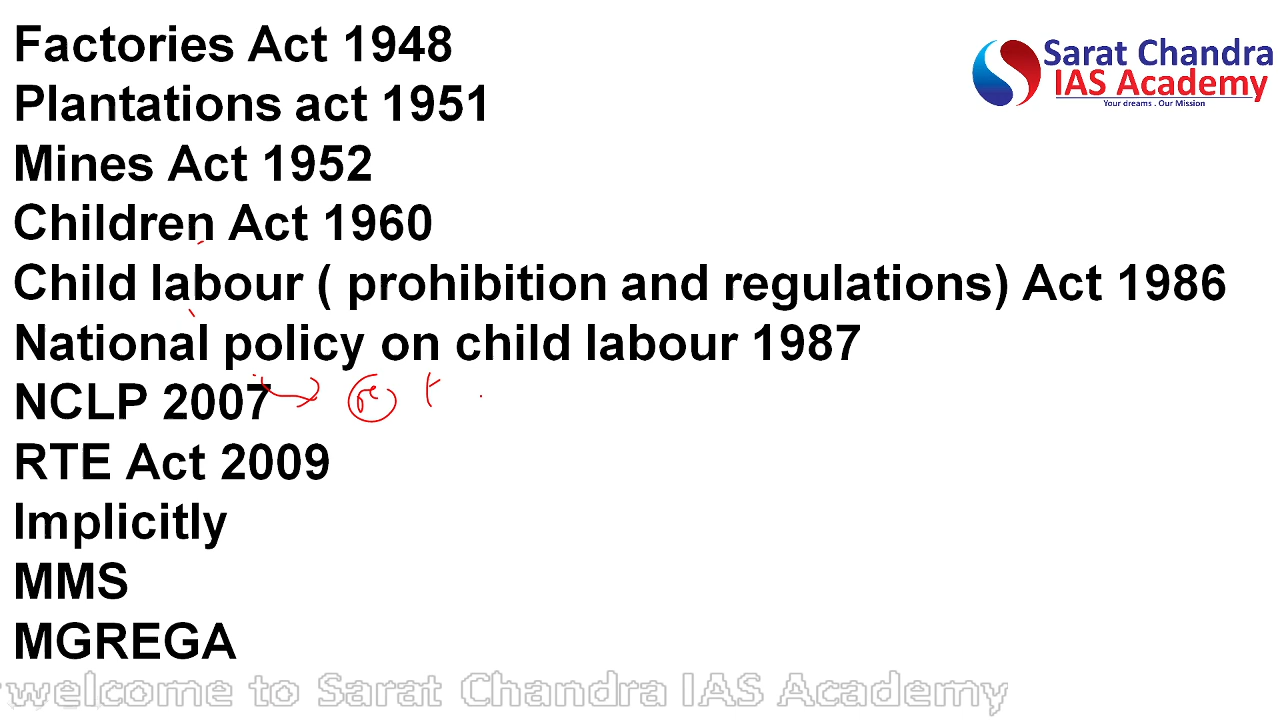 Factories Act 1948
Plantations act 1951
Mines Act 1952
Children Act 1960
Child labour ( prohibition and regulations) Act 1986
National policy on child labour 1987
NCLP 2007
RTE Act 2009
Implicitly
MMS
MGREGA
Sarat Chandra
IAS Academy
Your dreams . Our Mission
welcome to Sarat Chandra IAS Academy